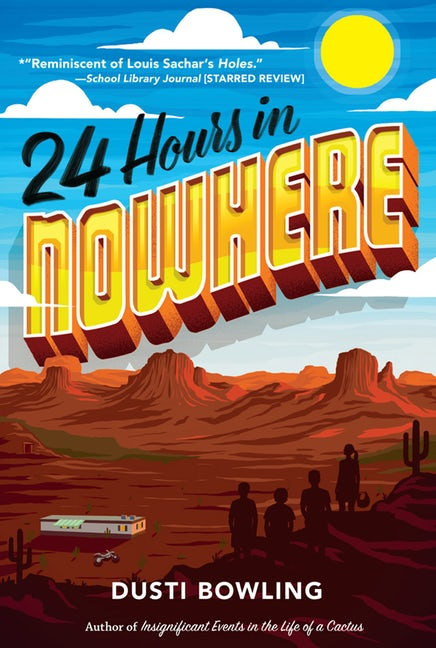 *“Reminiscent of Louis Sachar’s Holes.”
—School Library Journal [STARRED REVIEW]
24 Hours in
NOWHERE
DUSTI BOWLING
Author of Insignificant Events in the Life of a Cactus